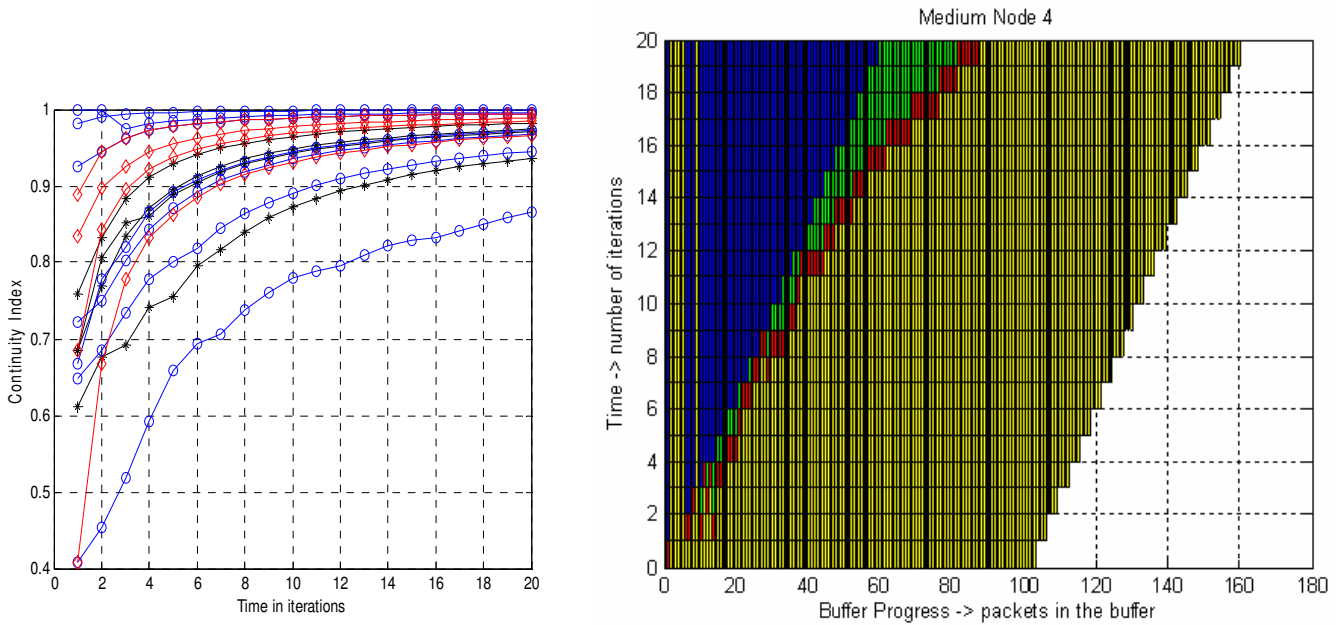 Continuity Index
1
0.9
0.8
0.7
0.6
0.5
0.4
0 2 4 6 8 10 12 14 16 18 20
Time in iterations
Medium Node 4
Time -> number of iterations
20
18
16
14
12
10
8
6
4
2
0
0 20 40 60 80 100 120 140 160 180
Buffer Progress -> packets in the buffer